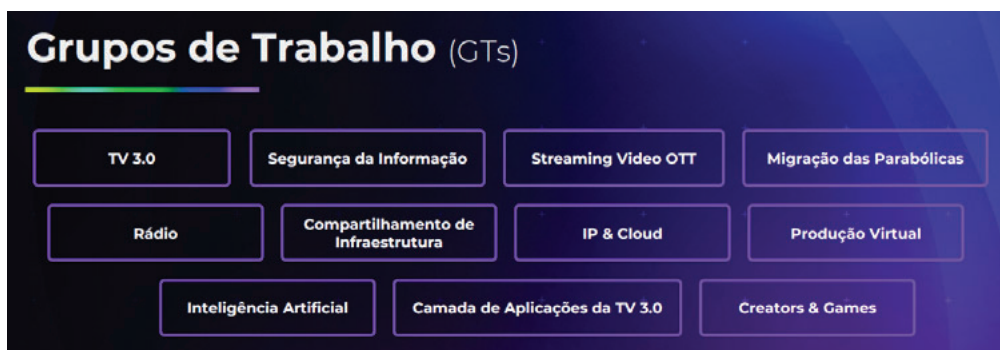 Grupos de Trabalho (GTs)
TV 3.0
Segurança da Informação
Streaming Video OTT
Migração das Parabólicas
Rádio
Compartilhamento de
Infraestrutura
IP & Cloud
Produção Virtual
Inteligência Artificial
Camada de Aplicações da TV 3.0
Creators & Games